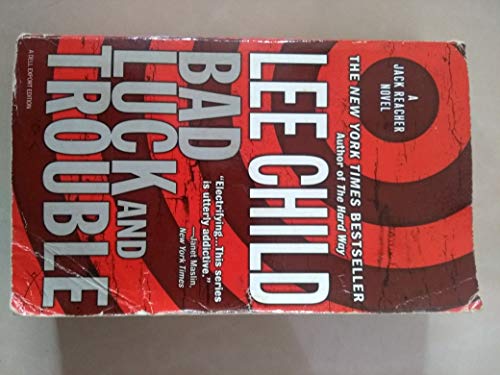 A
JACK REACHER
NOVEL
THE NEW YORK TIMES BESTSELLER
Author of The Hard Way
LEE CHILD
"Electrifying...This series
is utterly addictive."
—Janet Maslin,
New York Times
BAD
LUCK AND
TROUBLE
A DELL EXPORT EDITION